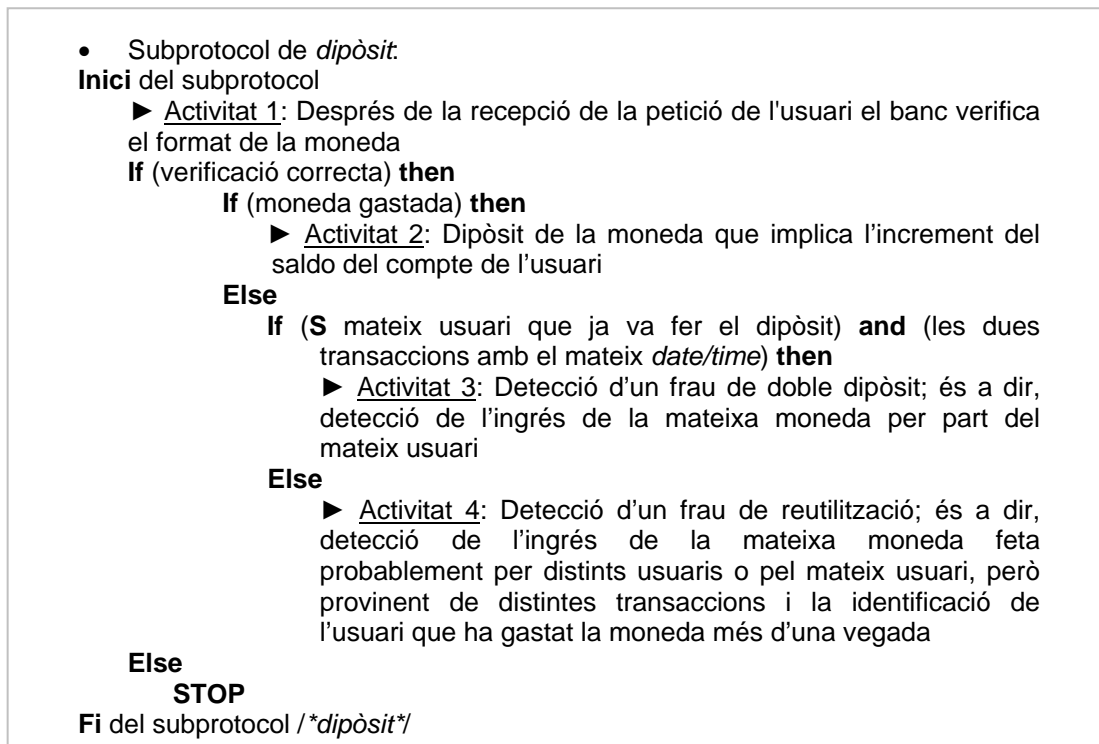 • Subprotocol de dipòsit:
Inici del subprotocol
► Activitat 1: Després de la recepció de la petició de l'usuari el banc verifica
el format de la moneda
If (verificació correcta) then
If (moneda gastada) then
► Activitat 2: Dipòsit de la moneda que implica l’increment del
saldo del compte de l’usuari
Else
If (S mateix usuari que ja va fer el dipòsit) and (les dues
transaccions amb el mateix date/time) then
► Activitat 3: Detecció d’un frau de doble dipòsit; és a dir,
detecció de l’ingrés de la mateixa moneda per part del
mateix usuari
Else
► Activitat 4: Detecció d’un frau de reutilització; és a dir,
detecció de l’ingrés de la mateixa moneda feta
probablement per distints usuaris o pel mateix usuari, però
provinent de distintes transaccions i la identificació de
l’usuari que ha gastat la moneda més d’una vegada
Else
STOP
Fi del subprotocol /*dipòsit*/